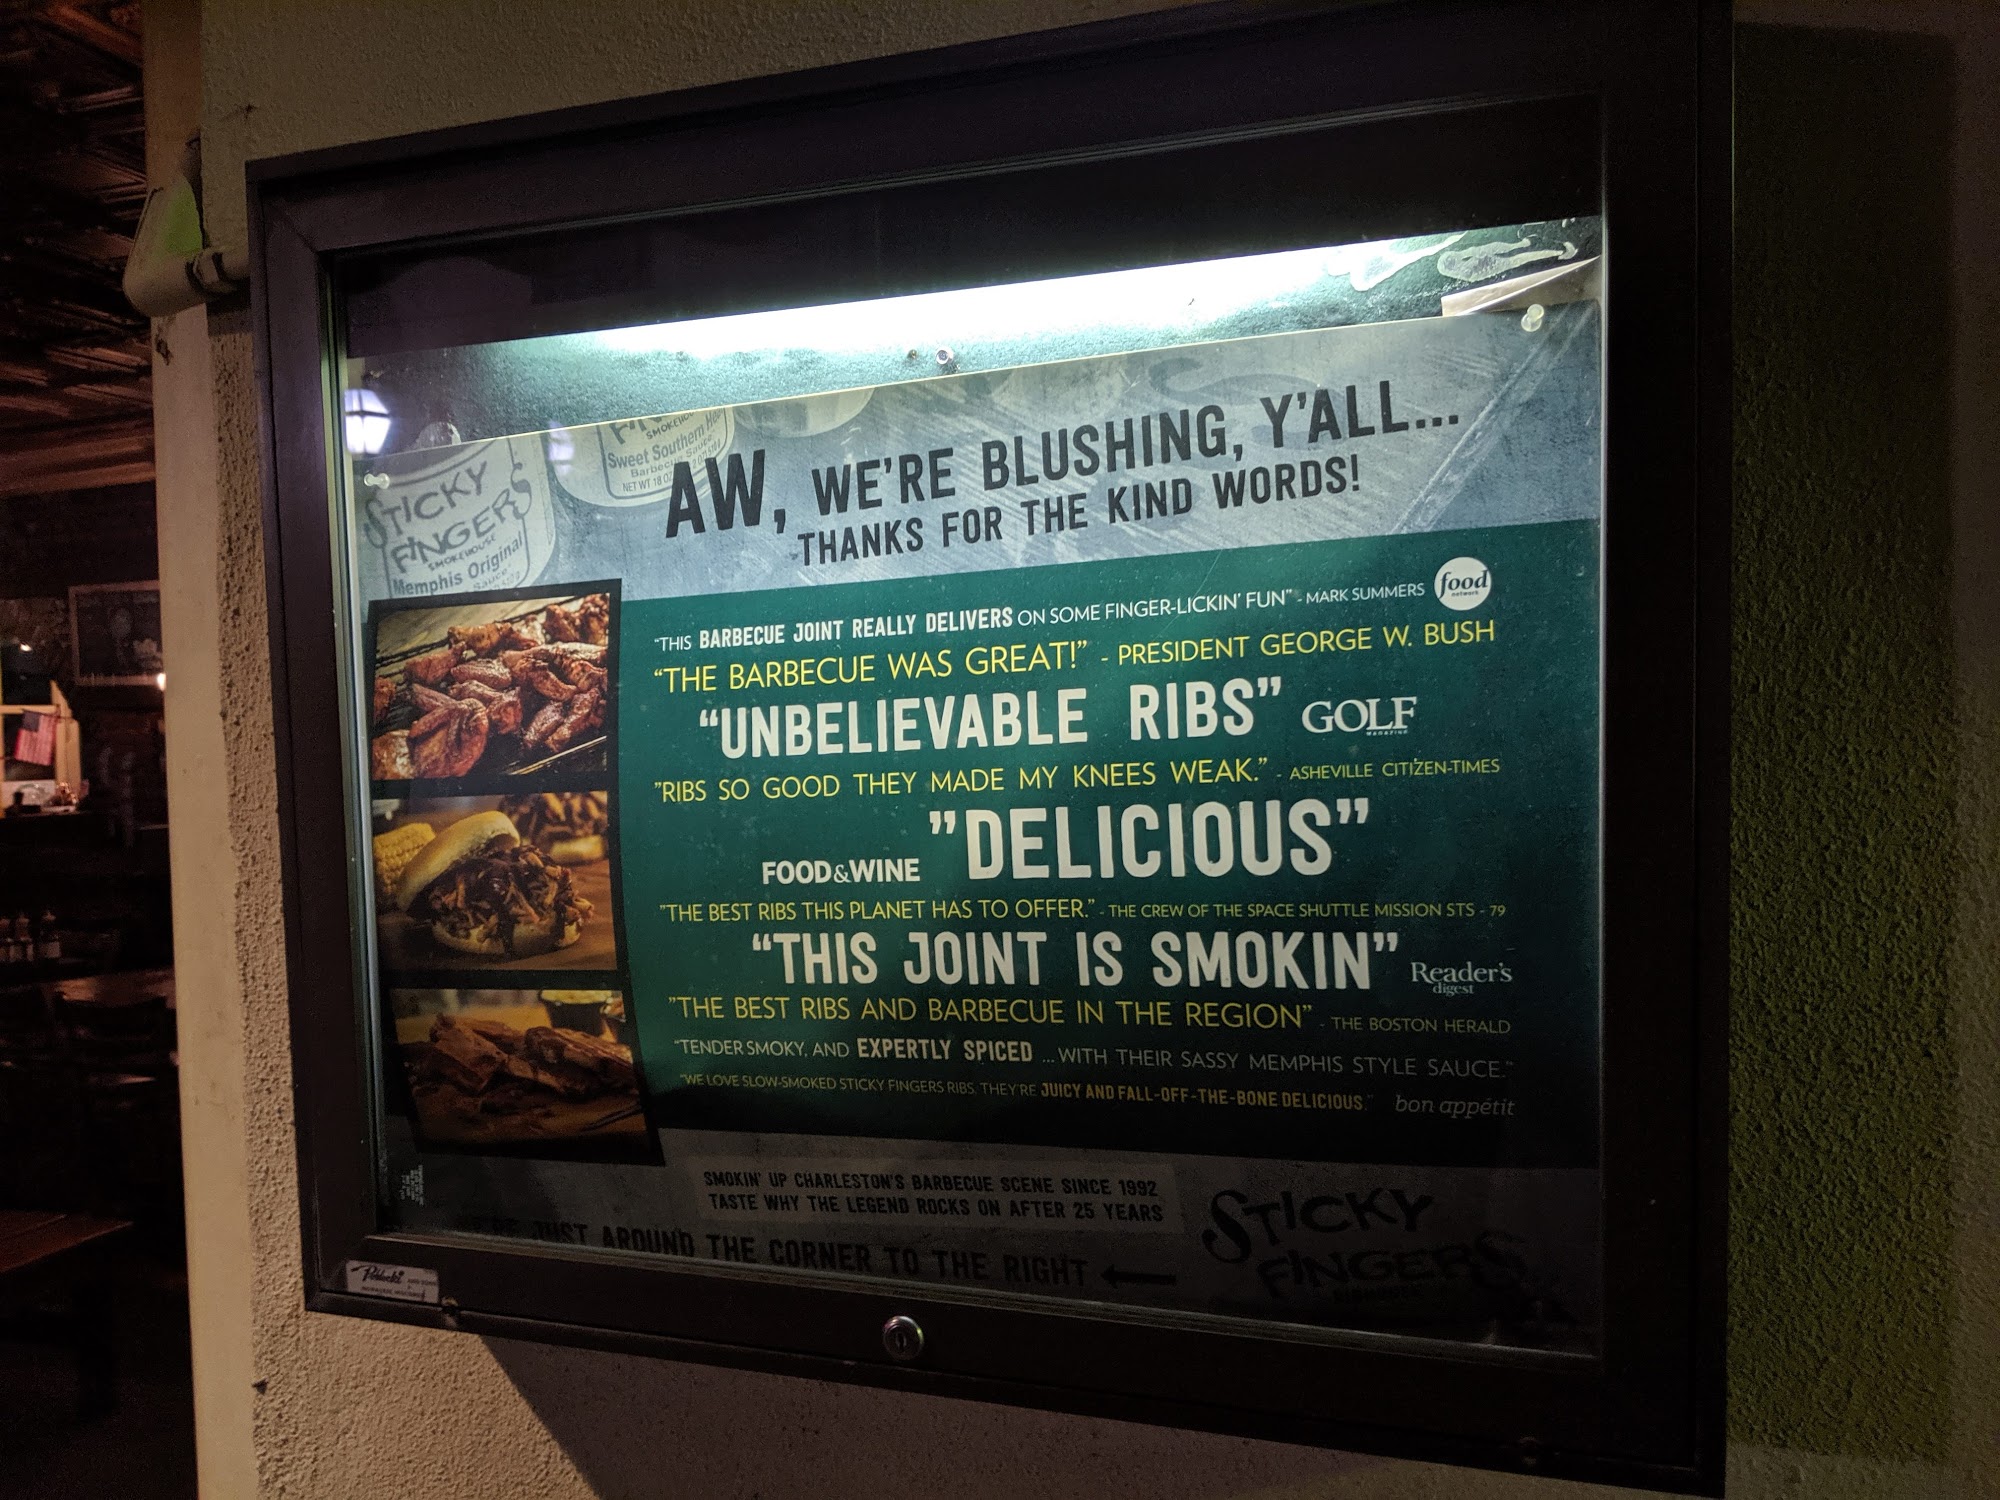 STICKY
FINGERS
SMOKEHOUSE
Memphis Original
Sauce
SMOKEHOUSE
Sweet Southern
Barbecue Sauce
NET WT 18 OZ
AW, WE'RE BLUSHING, Y'ALL...
THANKS FOR THE KIND WORDS!
"THIS BARBECUE JOINT REALLY DELIVERS ON SOME FINGER-LICKIN' FUN" - MARK SUMMERS food network
"THE BARBECUE WAS GREAT!" - PRESIDENT GEORGE W. BUSH
"UNBELIEVABLE RIBS" GOLF MAGAZINE
"RIBS SO GOOD THEY MADE MY KNEES WEAK." - ASHEVILLE CITIZEN-TIMES
FOOD&WINE "DELICIOUS"
"THE BEST RIBS THIS PLANET HAS TO OFFER." - THE CREW OF THE SPACE SHUTTLE MISSION STS - 79
"THIS JOINT IS SMOKIN" Reader's digest
"THE BEST RIBS AND BARBECUE IN THE REGION" - THE BOSTON HERALD
"TENDER SMOKY, AND EXPERTLY SPICED ...WITH THEIR SASSY MEMPHIS STYLE SAUCE."
"WE LOVE SLOW-SMOKED STICKY FINGERS RIBS. THEY'RE JUICY AND FALL-OFF-THE-BONE DELICIOUS." bon appétit
SMOKIN' UP CHARLESTON'S BARBECUE SCENE SINCE 1992
TASTE WHY THE LEGEND ROCKS ON AFTER 25 YEARS
JUST AROUND THE CORNER TO THE RIGHT
STICKY
FINGERS